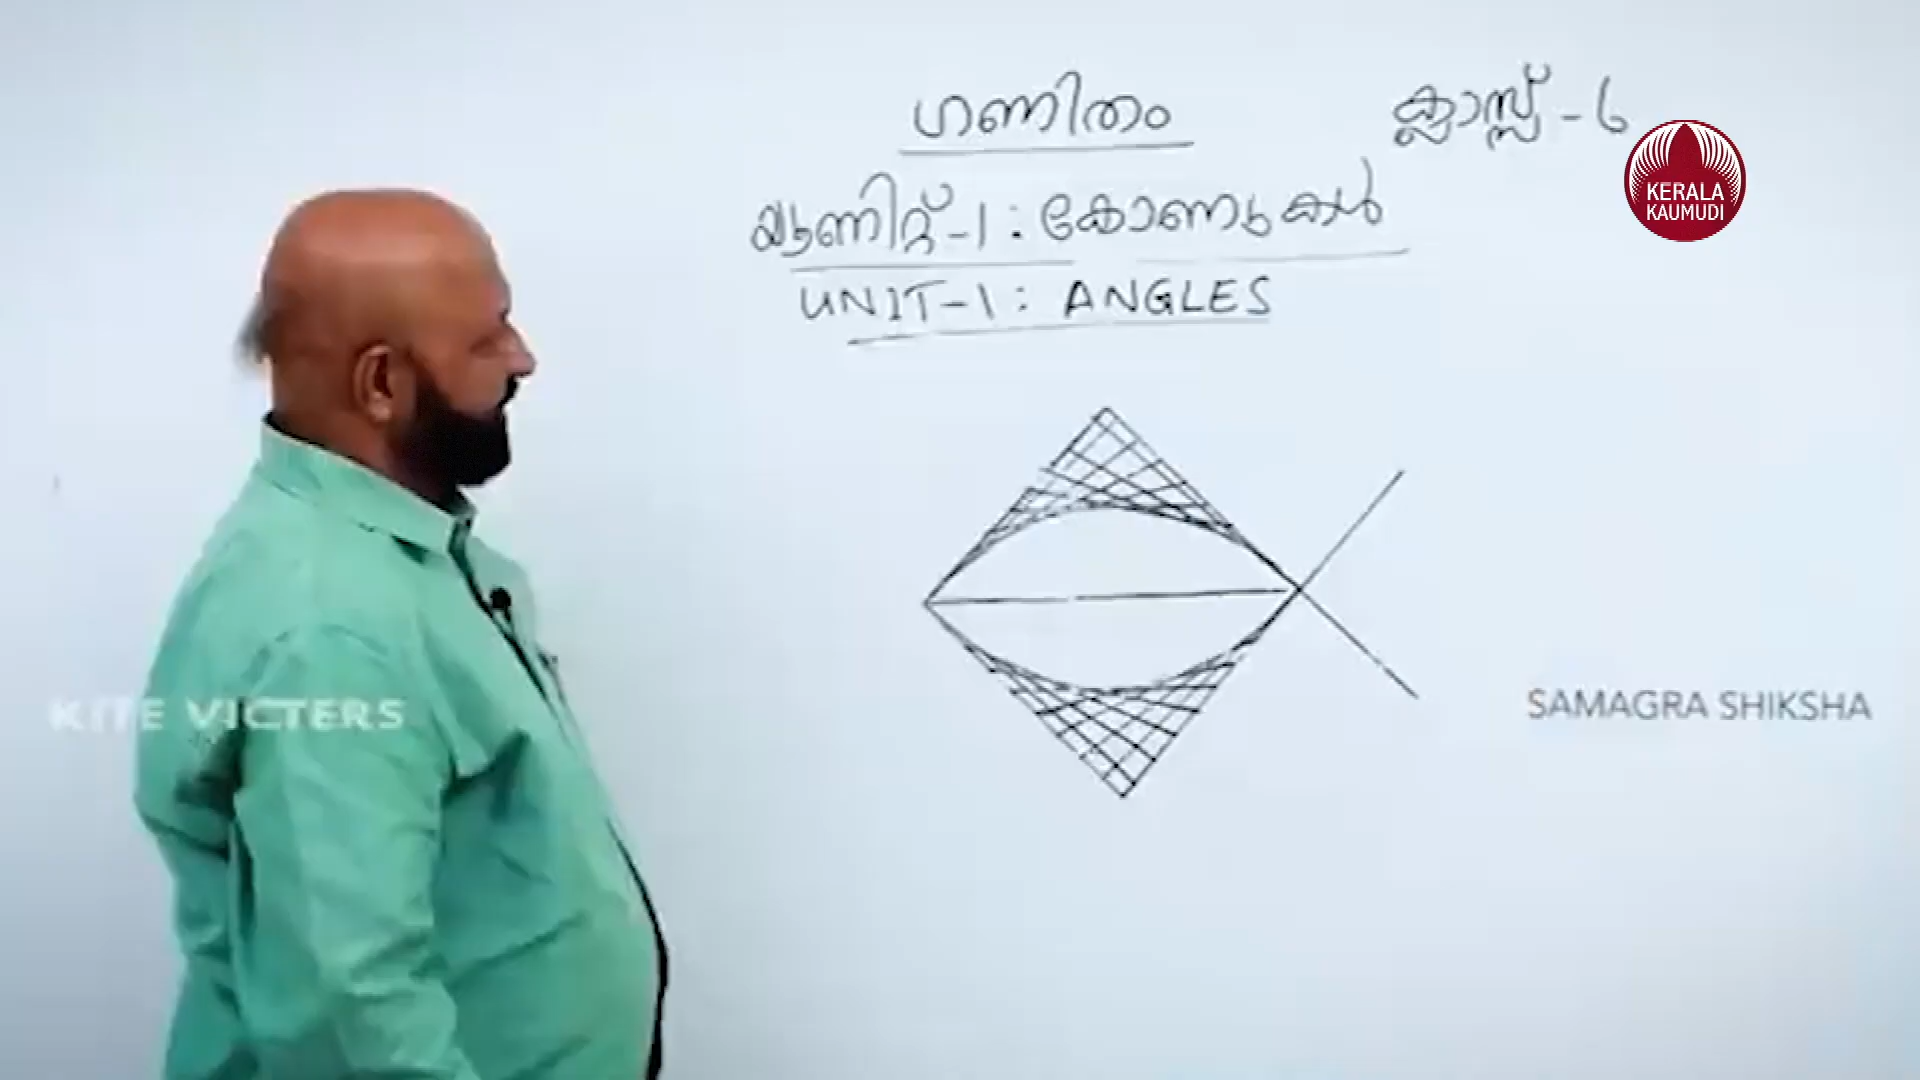 ഗണിതം
ക്ലാസ്സ് - 6
യൂണിറ്റ് - 1 : കോണുകൾ
UNIT - 1 : ANGLES
KERALA
KAUMUDI
KITE VICTERS
SAMAGRA SHIKSHA